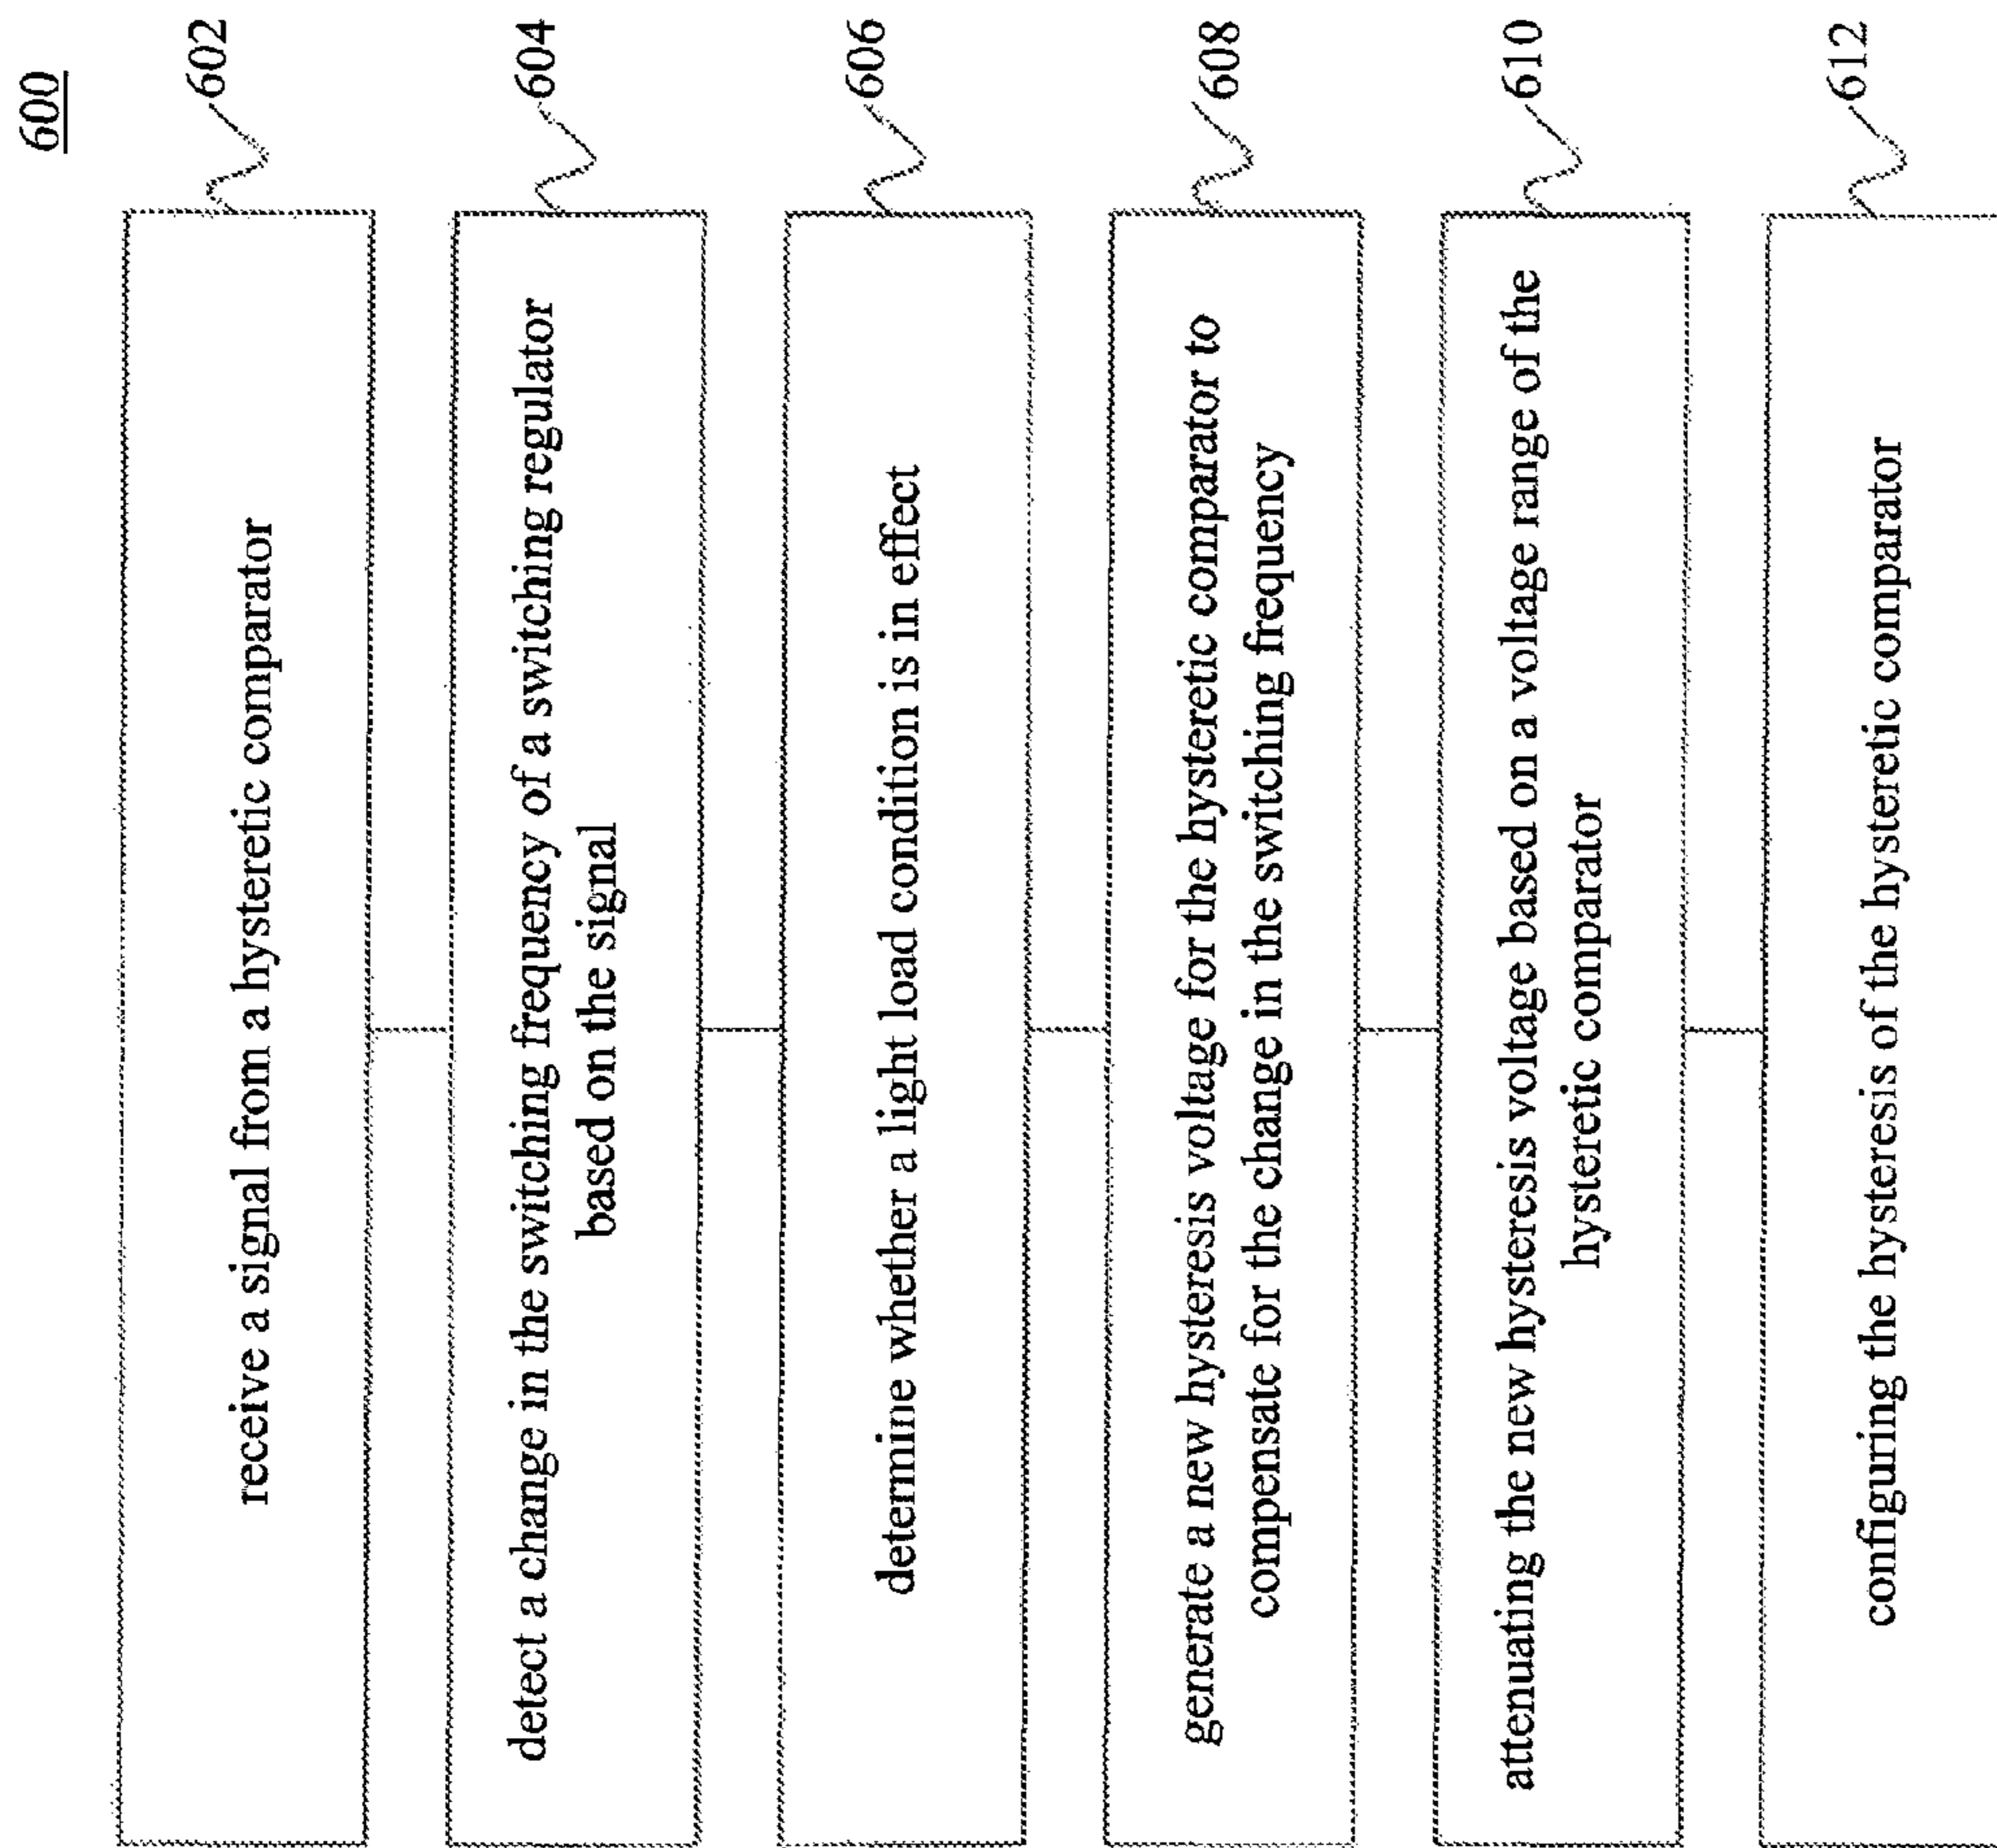 600
receive a signal from a hysteretic comparator
602
detect a change in the switching frequency of a switching regulator
based on the signal
604
determine whether a light load condition is in effect
606
generate a new hysteresis voltage for the hysteretic comparator to
compensate for the change in the switching frequency
608
attenuating the new hysteresis voltage based on a voltage range of the
hysteretic comparator
610
configuring the hysteresis of the hysteretic comparator
612